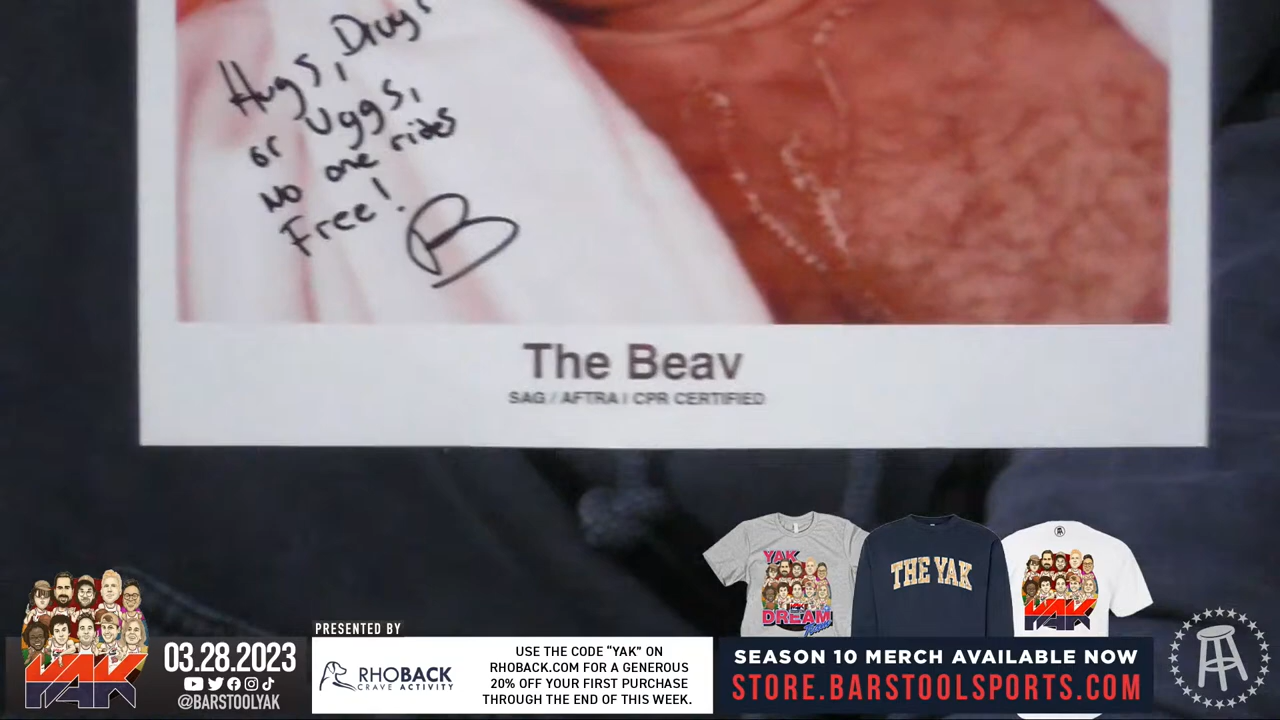 Hugs, Drugs
or Uggs,
No one rides
Free!
B
The Beav
SAG / AFTRA | CPR CERTIFIED
YAK
DREAM
THE YAK
YAK
YAK
03.28.2023
@BARSTOOLYAK
PRESENTED BY
RHOBACK
CRAVE ACTIVITY
USE THE CODE “YAK” ON
RHOBACK.COM FOR A GENEROUS
20% OFF YOUR FIRST PURCHASE
THROUGH THE END OF THIS WEEK.
SEASON 10 MERCH AVAILABLE NOW
STORE.BARSTOOLSPORTS.COM